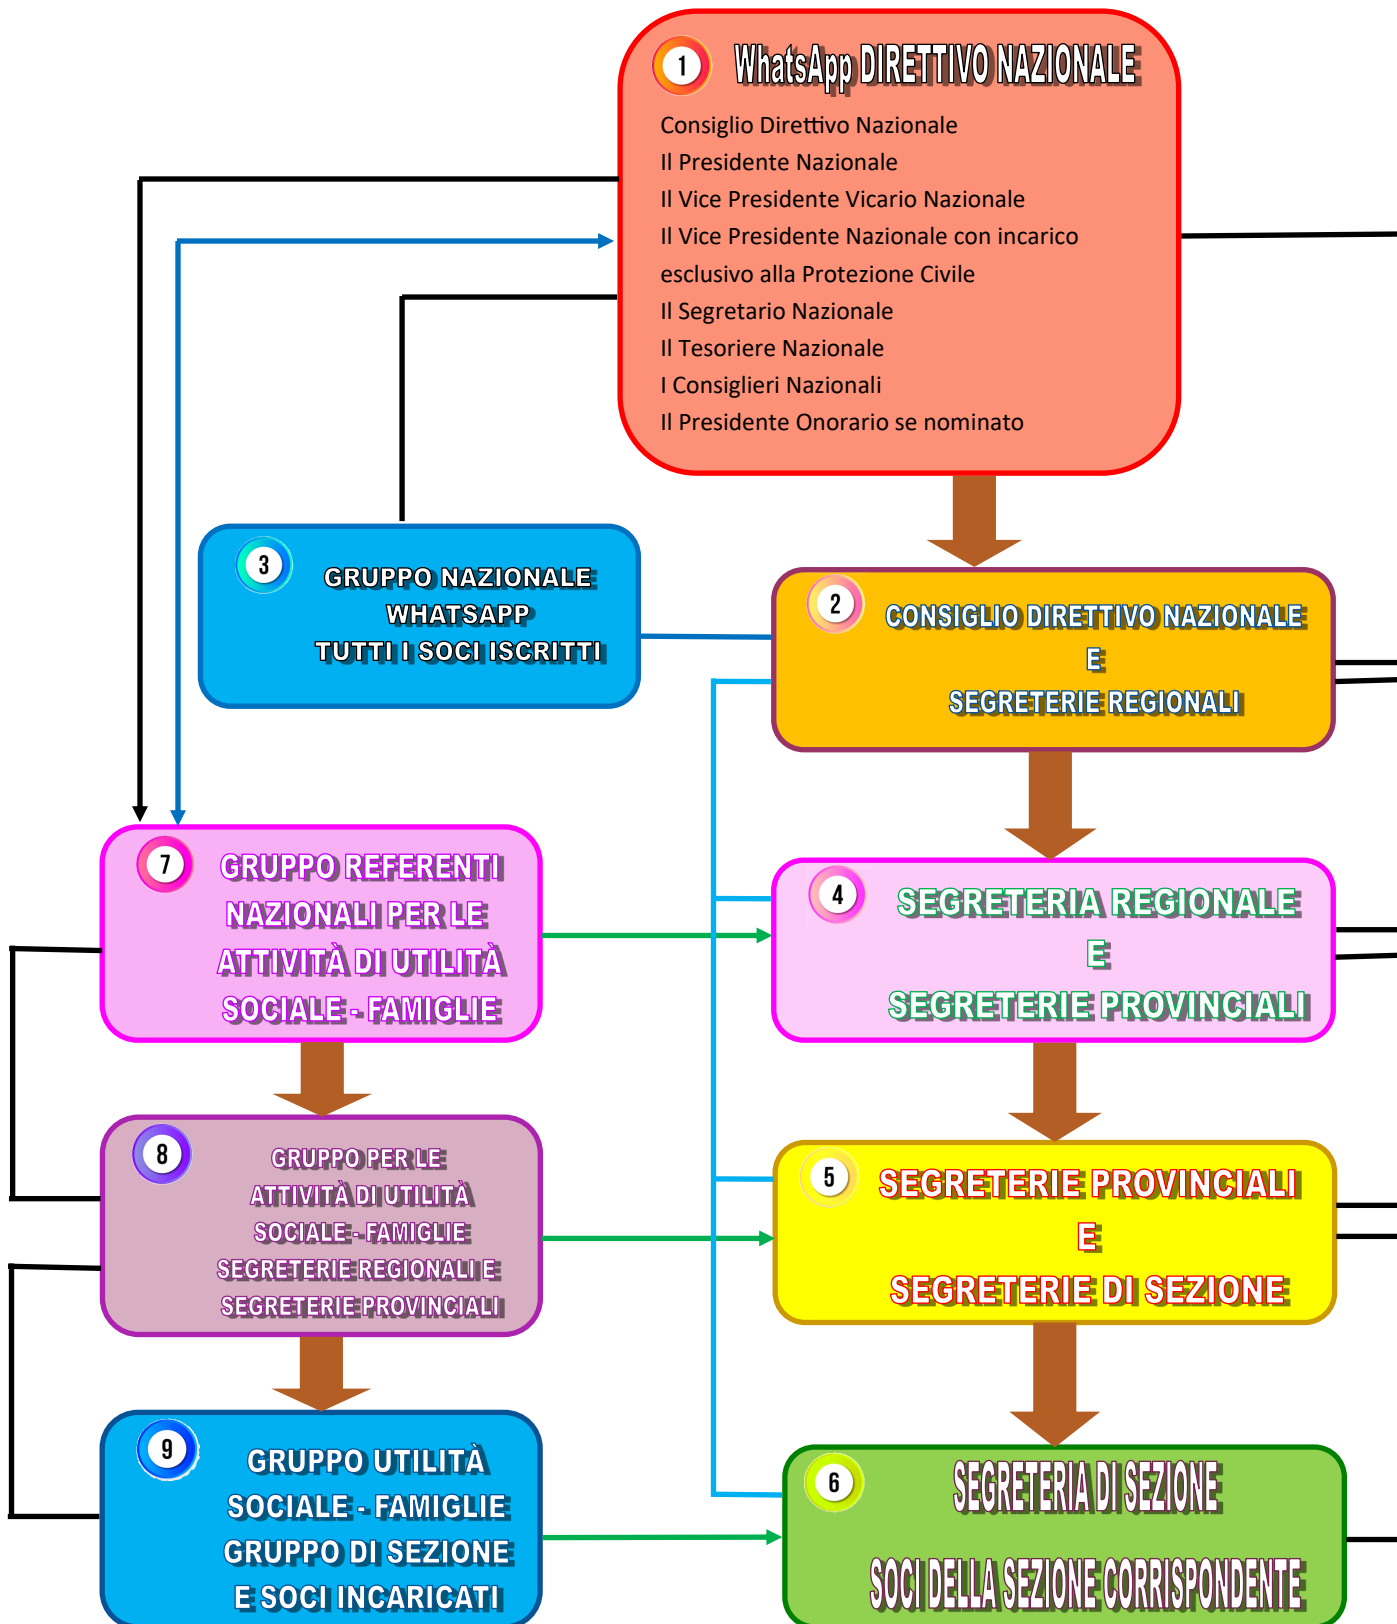 1
WhatsApp DIRETTIVO NAZIONALE
Consiglio Direttivo Nazionale
Il Presidente Nazionale
Il Vice Presidente Vicario Nazionale
Il Vice Presidente Nazionale con incarico
esclusivo alla Protezione Civile
Il Segretario Nazionale
Il Tesoriere Nazionale
I Consiglieri Nazionali
Il Presidente Onorario se nominato
3
GRUPPO NAZIONALE
WHATSAPP
TUTTI I SOCI ISCRITTI
2
CONSIGLIO DIRETTIVO NAZIONALE
E
SEGRETERIE REGIONALI
7
GRUPPO REFERENTI
NAZIONALI PER LE
ATTIVITÀ DI UTILITÀ
SOCIALE - FAMIGLIE
4
SEGRETERIA REGIONALE
E
SEGRETERIE PROVINCIALI
8
GRUPPO PER LE
ATTIVITÀ DI UTILITÀ
SOCIALE - FAMIGLIE
SEGRETERIE REGIONALI E
SEGRETERIE PROVINCIALI
5
SEGRETERIE PROVINCIALI
E
SEGRETERIE DI SEZIONE
9
GRUPPO UTILITÀ
SOCIALE - FAMIGLIE
GRUPPO DI SEZIONE
E SOCI INCARICATI
6
SEGRETERIA DI SEZIONE
SOCI DELLA SEZIONE CORRISPONDENTE